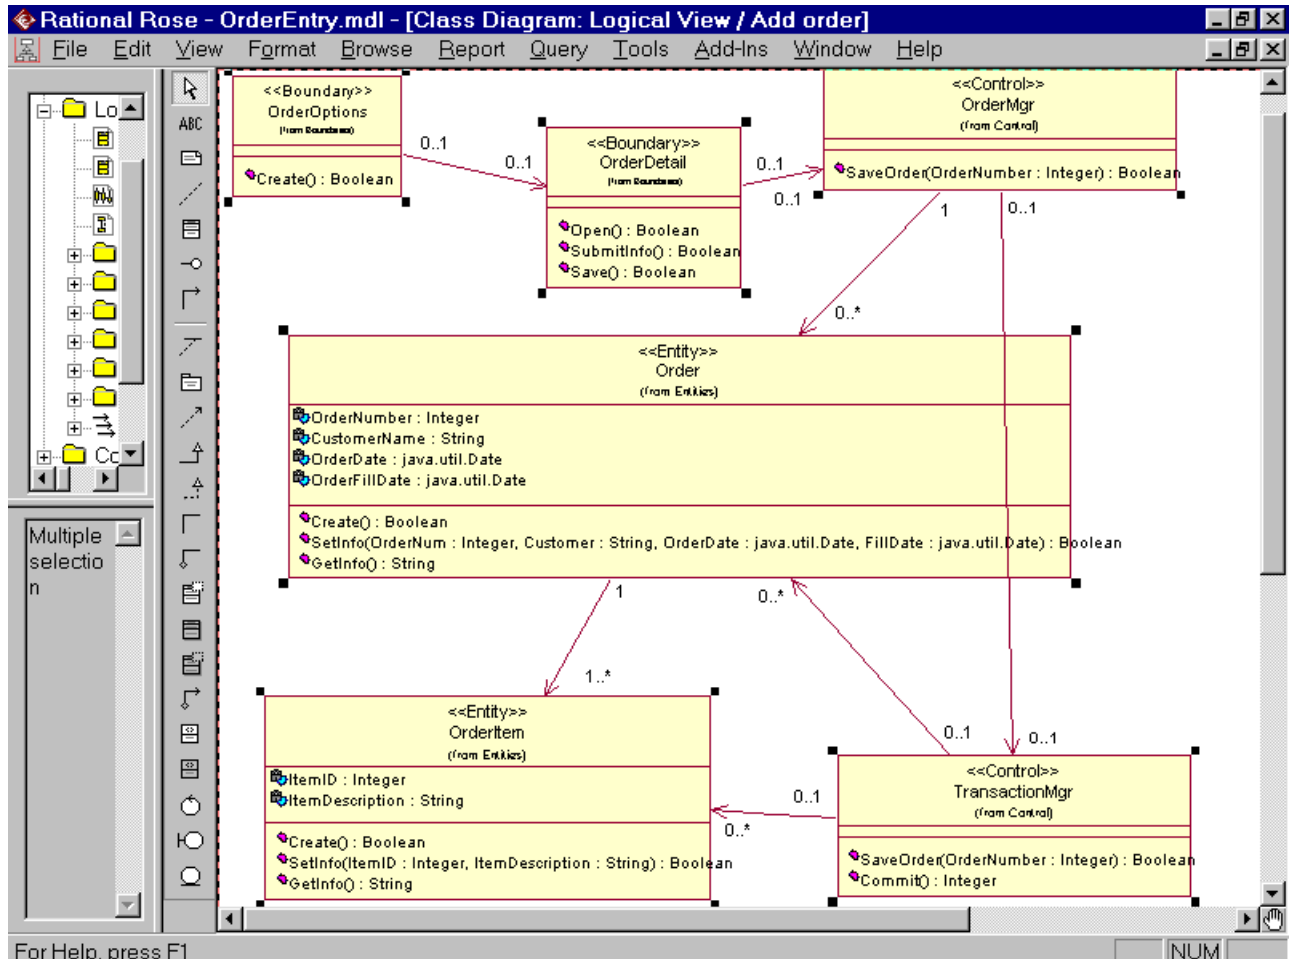 Rational Rose - OrderEntry.mdl - [Class Diagram: Logical View / Add order]
File Edit View Format Browse Report Query Tools Add-Ins Window Help
Lo
Cc
Multiple
selectio
n
ABC
<<Boundary>>
OrderOptions
Create() : Boolean
0..1
0..1
<<Boundary>>
OrderDetail
Open() : Boolean
SubmitInfo() : Boolean
Save() : Boolean
0..1
0..1
<<Control>>
OrderMgr
(from Control)
SaveOrder(OrderNumber : Integer) : Boolean
1
0..1
0..*
<<Entity>>
Order
(from Entities)
OrderNumber : Integer
CustomerName : String
OrderDate : java.util.Date
OrderFillDate : java.util.Date
Create() : Boolean
SetInfo(OrderNum : Integer, Customer : String, OrderDate : java.util.Date, FillDate : java.util.Date) : Boolean
GetInfo() : String
1
0..*
1..*
<<Entity>>
OrderItem
(from Entities)
ItemID : Integer
ItemDescription : String
Create() : Boolean
SetInfo(ItemID : Integer, ItemDescription : String) : Boolean
GetInfo() : String
0..1
0..1
0..1
0..*
<<Control>>
TransactionMgr
(from Control)
SaveOrder(OrderNumber : Integer) : Boolean
Commit() : Integer
For Help, press F1
NUM